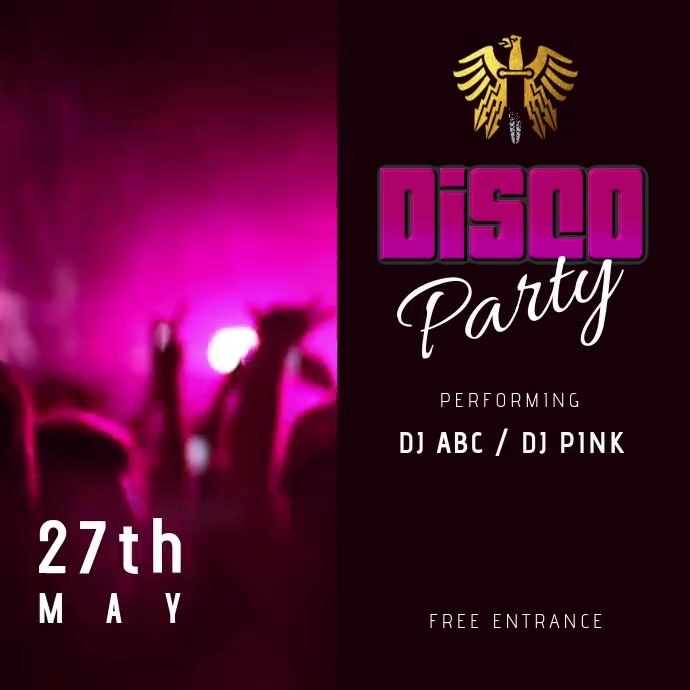 DISCO
Party
PERFORMING
DJ ABC / DJ P1NK
27th
MAY
FREE ENTRANCE